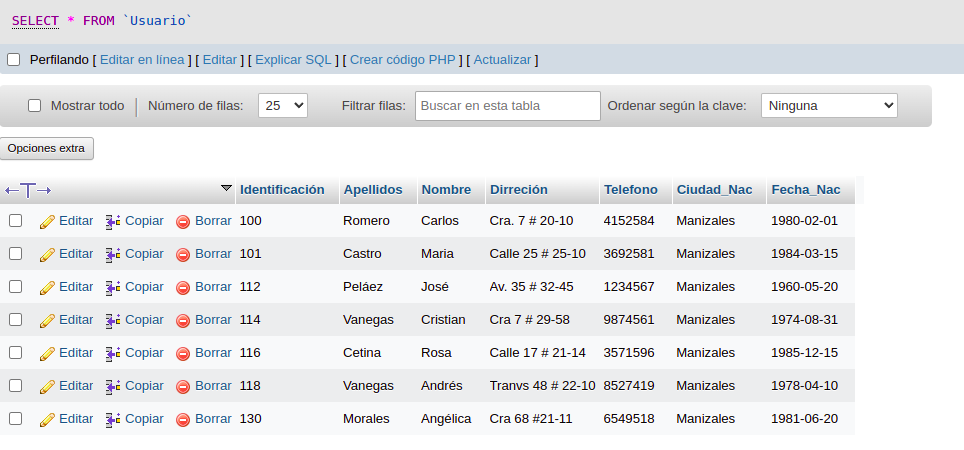 SELECT * FROM `Usuario`
Perfilando [ Editar en línea ] [ Editar ] [ Explicar SQL ] [ Crear código PHP ] [ Actualizar ]
Mostrar todo Número de filas: 25 Filtrar filas: Buscar en esta tabla Ordenar según la clave: Ninguna
Opciones extra
←T→ Identificación Apellidos Nombre Dirreción Telefono Ciudad_Nac Fecha_Nac
Editar Copiar Borrar 100 Romero Carlos Cra. 7 # 20-10 4152584 Manizales 1980-02-01
Editar Copiar Borrar 101 Castro Maria Calle 25 # 25-10 3692581 Manizales 1984-03-15
Editar Copiar Borrar 112 Peláez José Av. 35 # 32-45 1234567 Manizales 1960-05-20
Editar Copiar Borrar 114 Vanegas Cristian Cra 7 # 29-58 9874561 Manizales 1974-08-31
Editar Copiar Borrar 116 Cetina Rosa Calle 17 # 21-14 3571596 Manizales 1985-12-15
Editar Copiar Borrar 118 Vanegas Andrés Tranvs 48 # 22-10 8527419 Manizales 1978-04-10
Editar Copiar Borrar 130 Morales Angélica Cra 68 #21-11 6549518 Manizales 1981-06-20